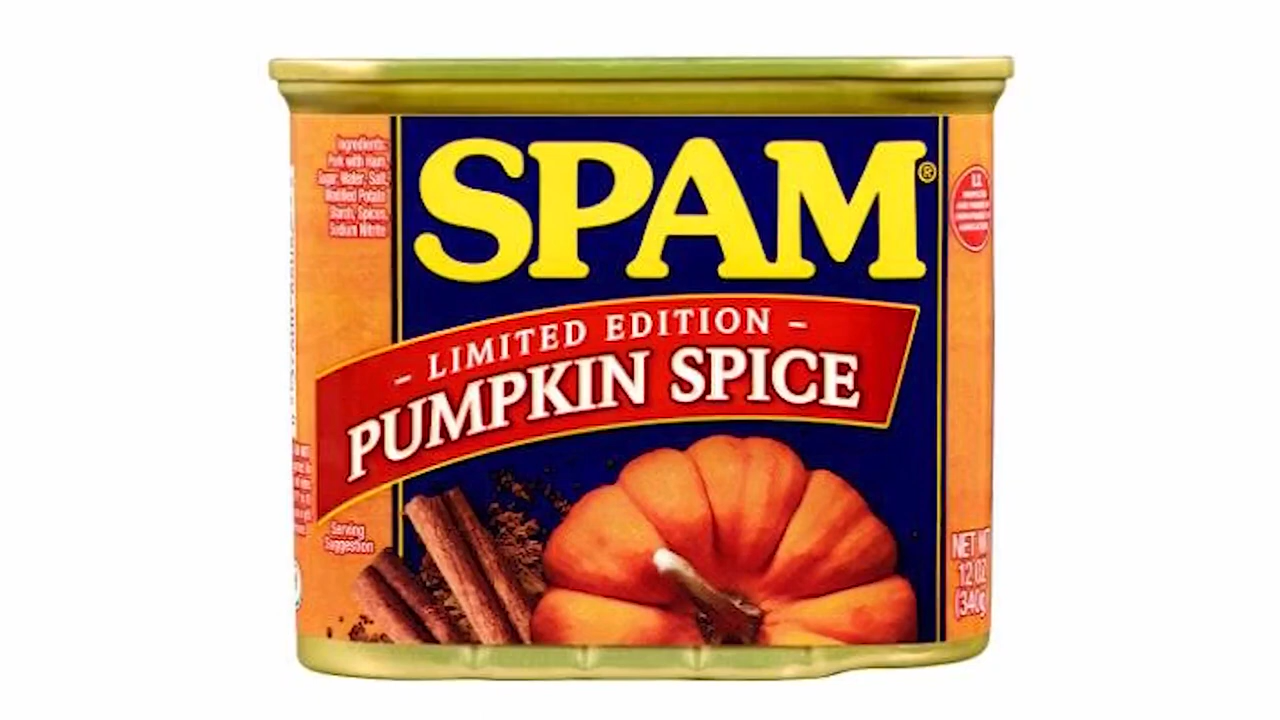 SPAM®
– LIMITED EDITION –
PUMPKIN SPICE
Ingredients:
Pork with Ham,
Sugar, Water, Salt,
Modified Potato
Starch, Spices,
Sodium Nitrite
Serving
Suggestion
NET WT
12 OZ
(340g)